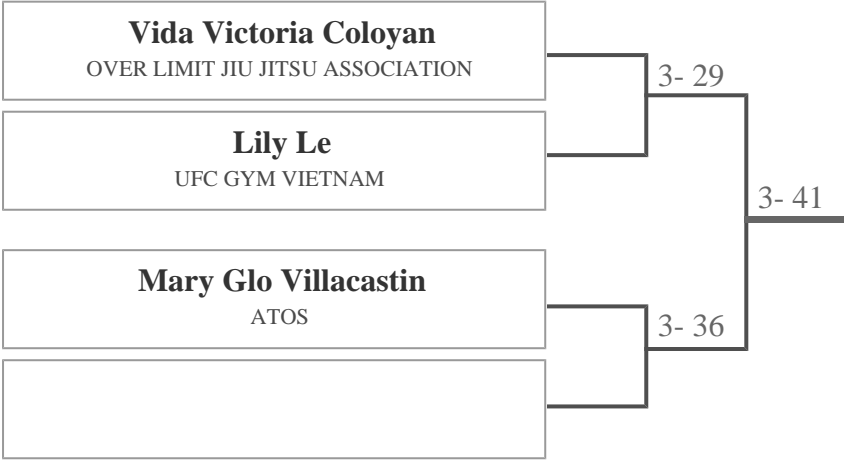 Vida Victoria Coloyan
OVER LIMIT JIU JITSU ASSOCIATION
3- 29
Lily Le
UFC GYM VIETNAM
3- 41
Mary Glo Villacastin
ATOS
3- 36